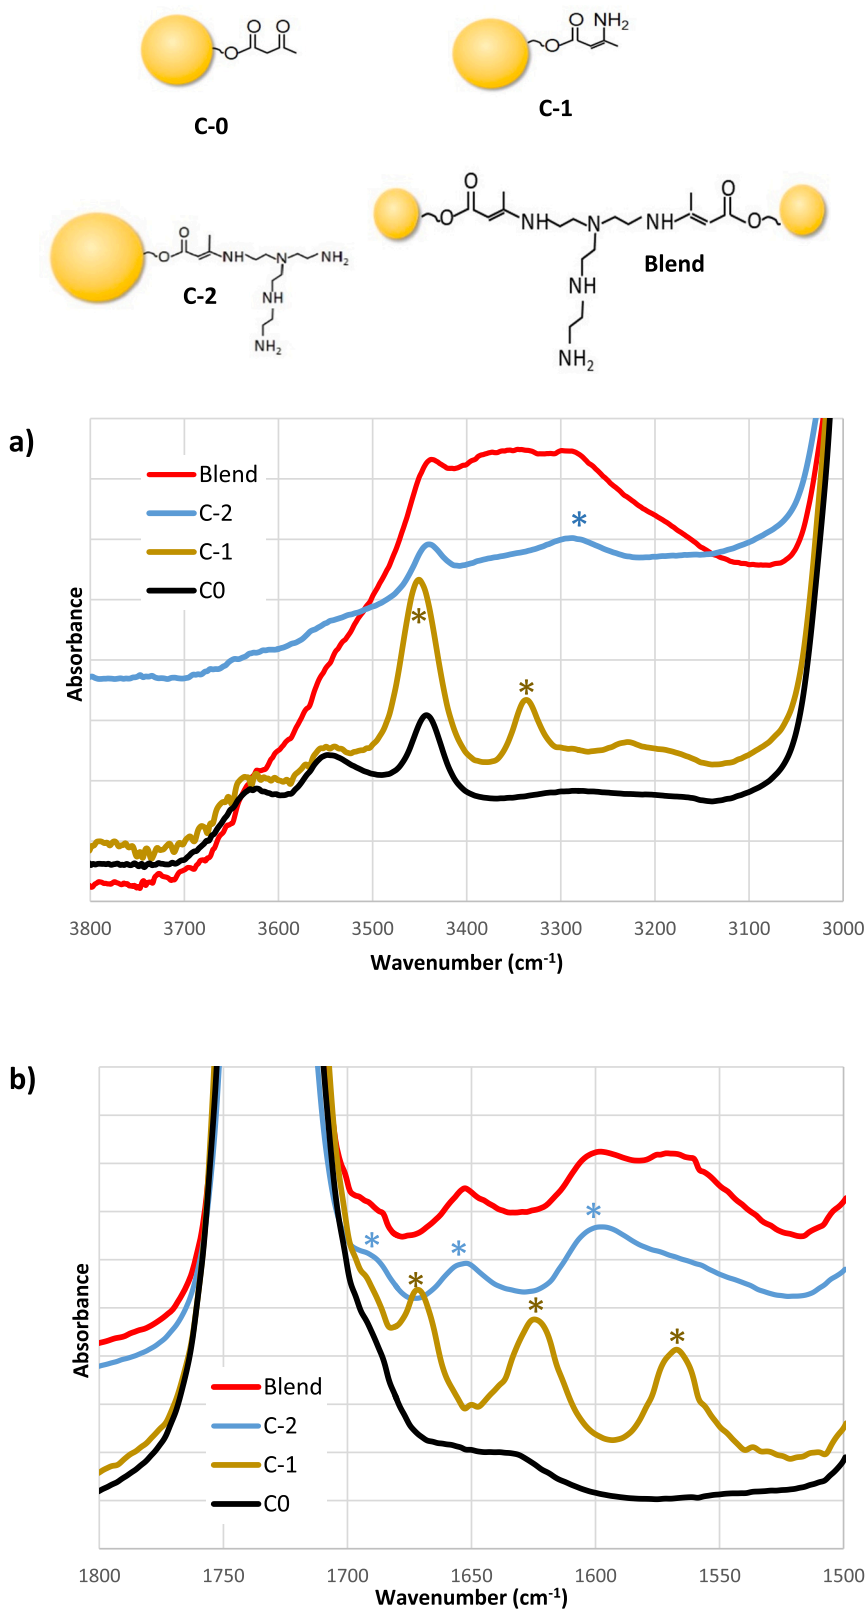 O O
O
C-0
O NH2
O
C-1
O
O
NH
N
NH2
NH
NH2
C-2
O
O
NH
N
NH
O
O
NH
NH2
Blend
a)
Blend
C-2
C-1
C0
*
*
*
Absorbance
3800 3700 3600 3500 3400 3300 3200 3100 3000
Wavenumber (cm-1)
b)
*
*
*
*
*
*
Absorbance
Blend
C-2
C-1
C0
1800 1750 1700 1650 1600 1550 1500
Wavenumber (cm-1)